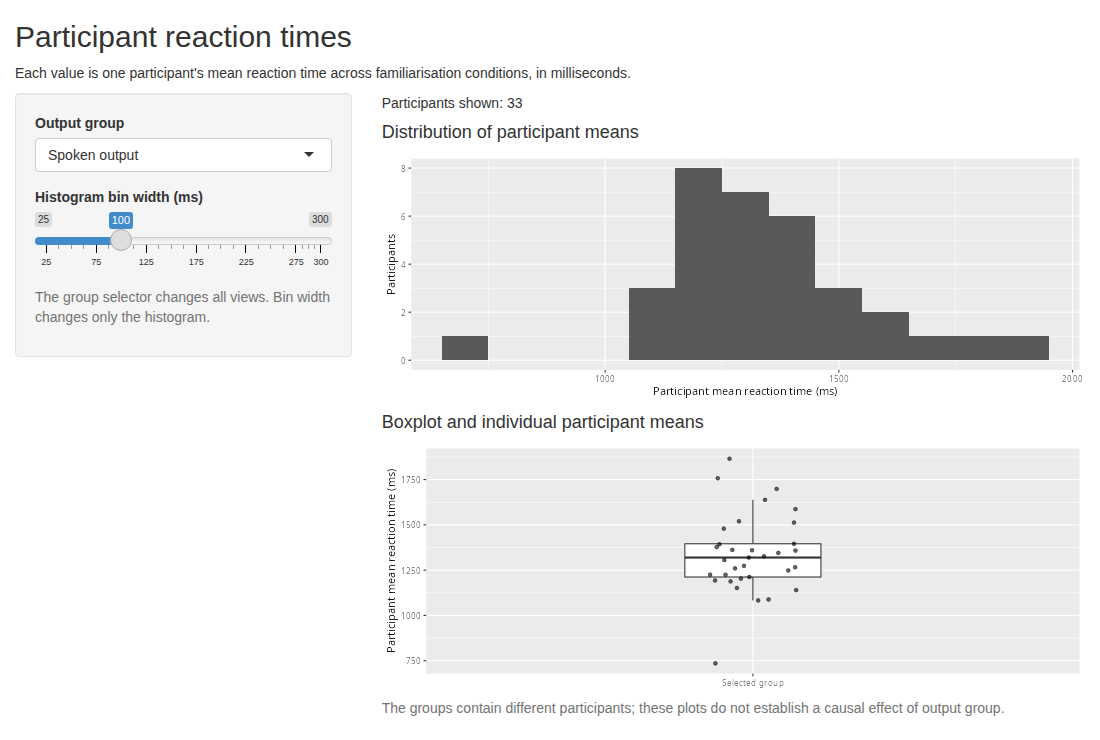 Participant reaction times
Each value is one participant's mean reaction time across familiarisation conditions, in milliseconds.
Output group
Spoken output
Histogram bin width (ms)
25 100 300
25 75 125 175 225 275 300
The group selector changes all views. Bin width
changes only the histogram.
Participants shown: 33
Distribution of participant means
Participants
8
6
4
2
0
1000 1500 2000
Participant mean reaction time (ms)
Boxplot and individual participant means
Participant mean reaction time (ms)
1750
1500
1250
1000
750
Selected group
The groups contain different participants; these plots do not establish a causal effect of output group.